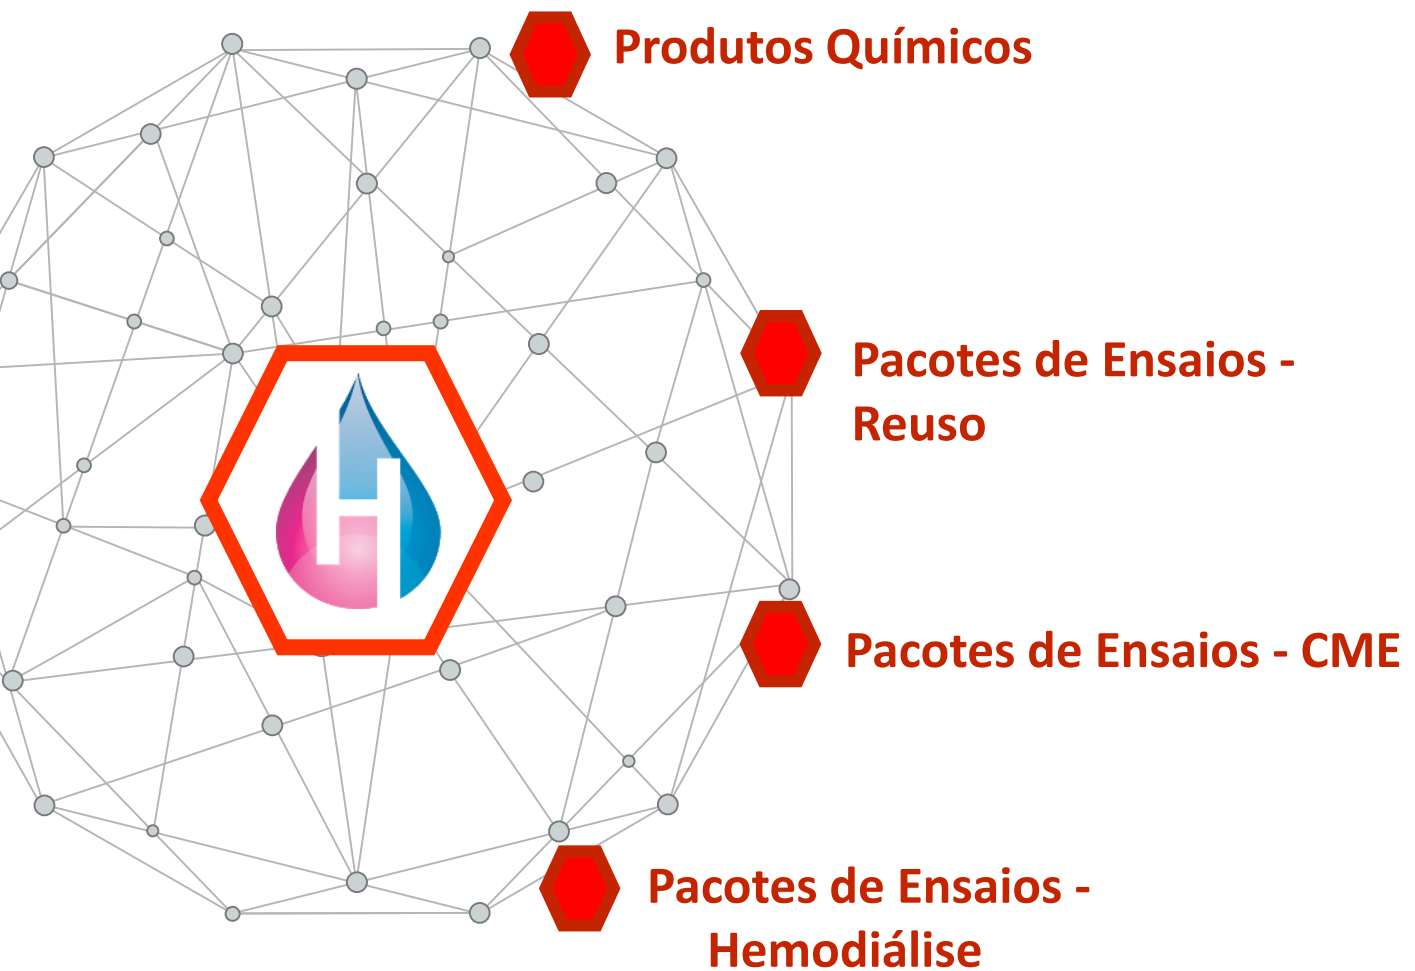 Produtos Químicos
Pacotes de Ensaios -
Reuso
Pacotes de Ensaios - CME
Pacotes de Ensaios -
Hemodiálise
H